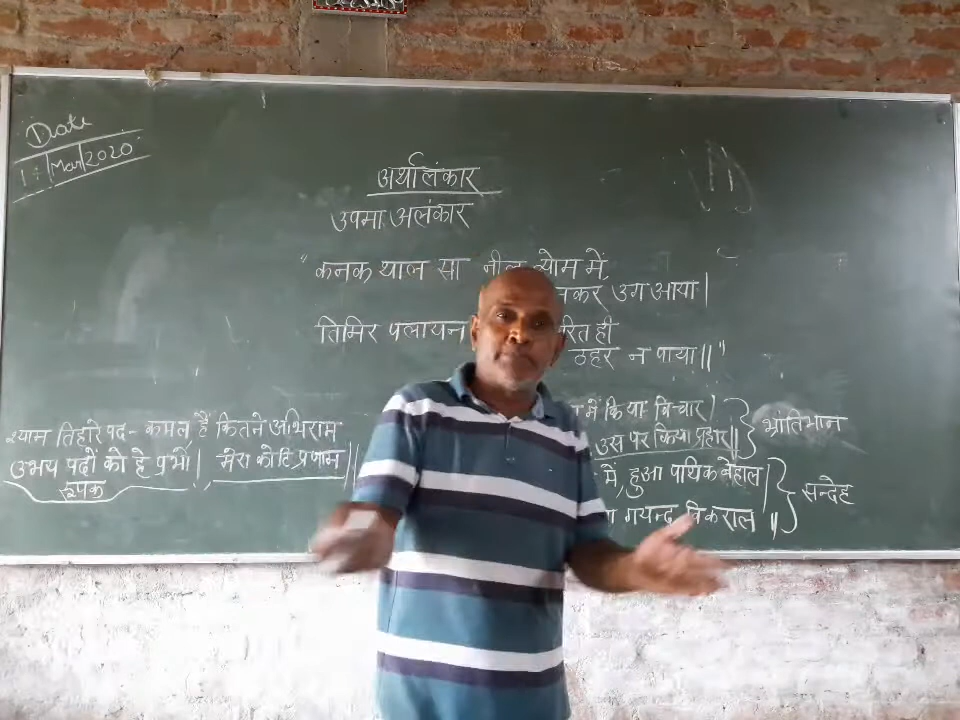 Date
Mar/2020
अर्थालंकार
उपमा अलंकार
"कनक थाल सा नील व्योम में
उग आया।
तिमिर पलायन
ठहर न पाया॥"
श्याम तिहारे पद-कमल हैं कितने अभिराम
उभय पदों को हे प्रभो। मेरा कोटि प्रणाम॥
रूपक
में किया विचार।
उस पर किया प्रहार॥
भ्रांतिमान
में, हुआ पथिक बेहाल।
गयन्द विकराल॥
सन्देह